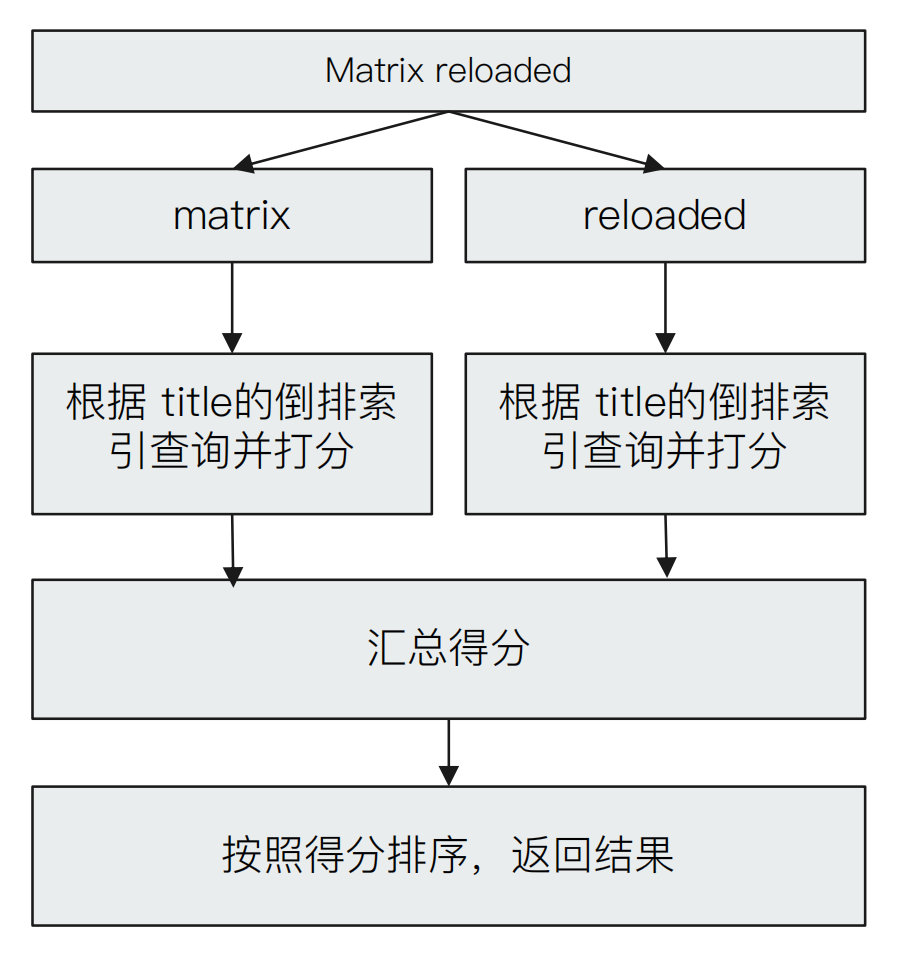 Matrix reloaded
matrix
reloaded
根据 title的倒排索
引查询并打分
根据 title的倒排索
引查询并打分
汇总得分
按照得分排序，返回结果